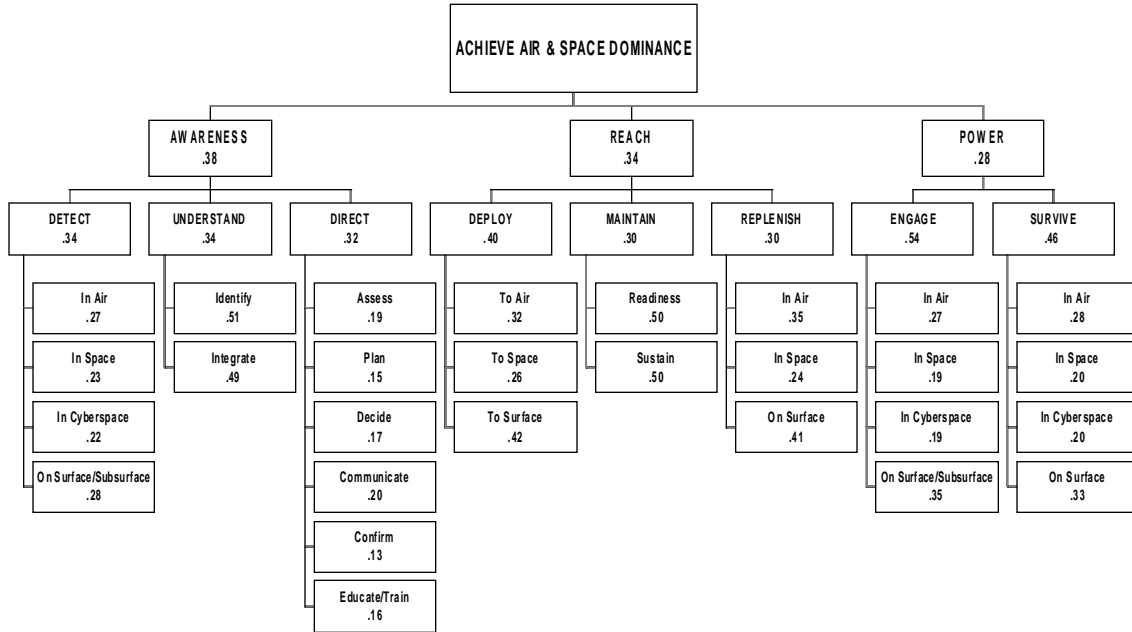 ACHIEVE AIR & SPACE DOMINANCE
AWARENESS
.38
REACH
.34
POWER
.28
DETECT
.34
UNDERSTAND
.34
DIRECT
.32
DEPLOY
.40
MAINTAIN
.30
REPLENISH
.30
ENGAGE
.54
SURVIVE
.46
In Air
.27
In Space
.23
In Cyberspace
.22
On Surface/Subsurface
.28
Identify
.51
Integrate
.49
Assess
.19
Plan
.15
Decide
.17
Communicate
.20
Confirm
.13
Educate/Train
.16
To Air
.32
To Space
.26
To Surface
.42
Readiness
.50
Sustain
.50
In Air
.35
In Space
.24
On Surface
.41
In Air
.27
In Space
.19
In Cyberspace
.19
On Surface/Subsurface
.35
In Air
.28
In Space
.20
In Cyberspace
.20
On Surface
.33